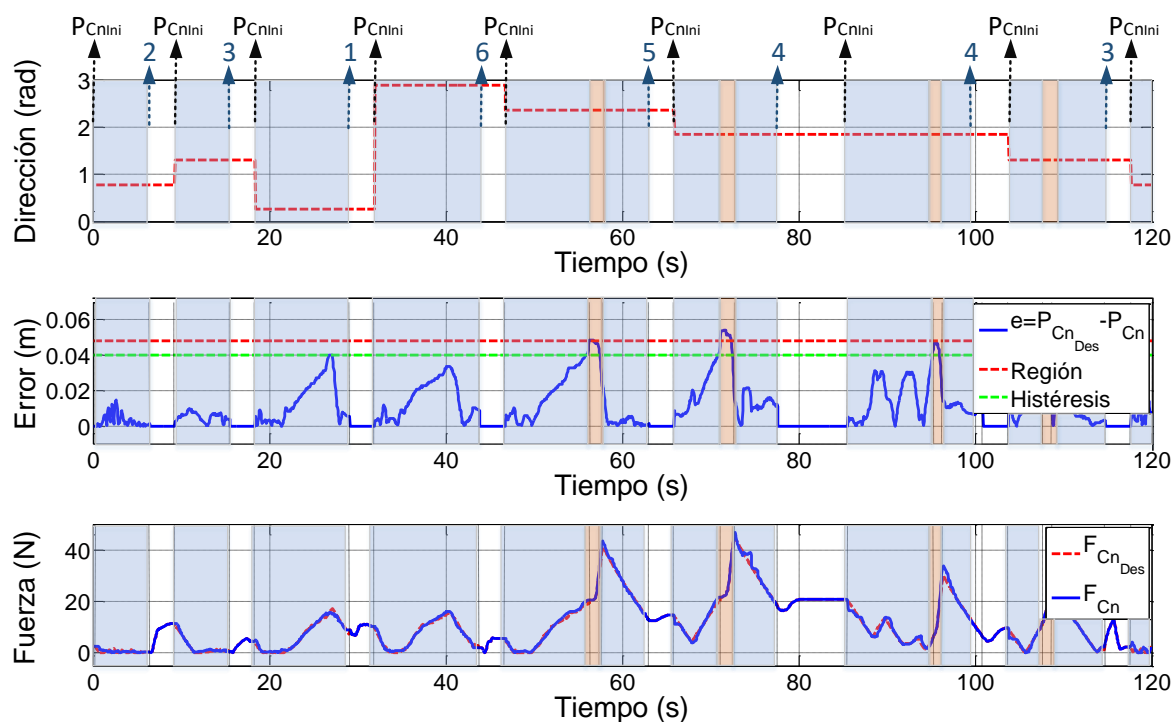 PCnIni PCnIni PCnIni PCnIni PCnIni PCnIni PCnIni PCnIni PCnIni
2 3 1 6 5 4 4 3
Dirección (rad)
3
2
1
0
0 20 40 60 80 100 120
Tiempo (s)
Error (m)
0.06
0.04
0.02
0
e=PCnDes -PCn
Región
Histéresis
0 20 40 60 80 100 120
Tiempo (s)
Fuerza (N)
40
20
0
FCnDes
FCn
0 20 40 60 80 100 120
Tiempo (s)